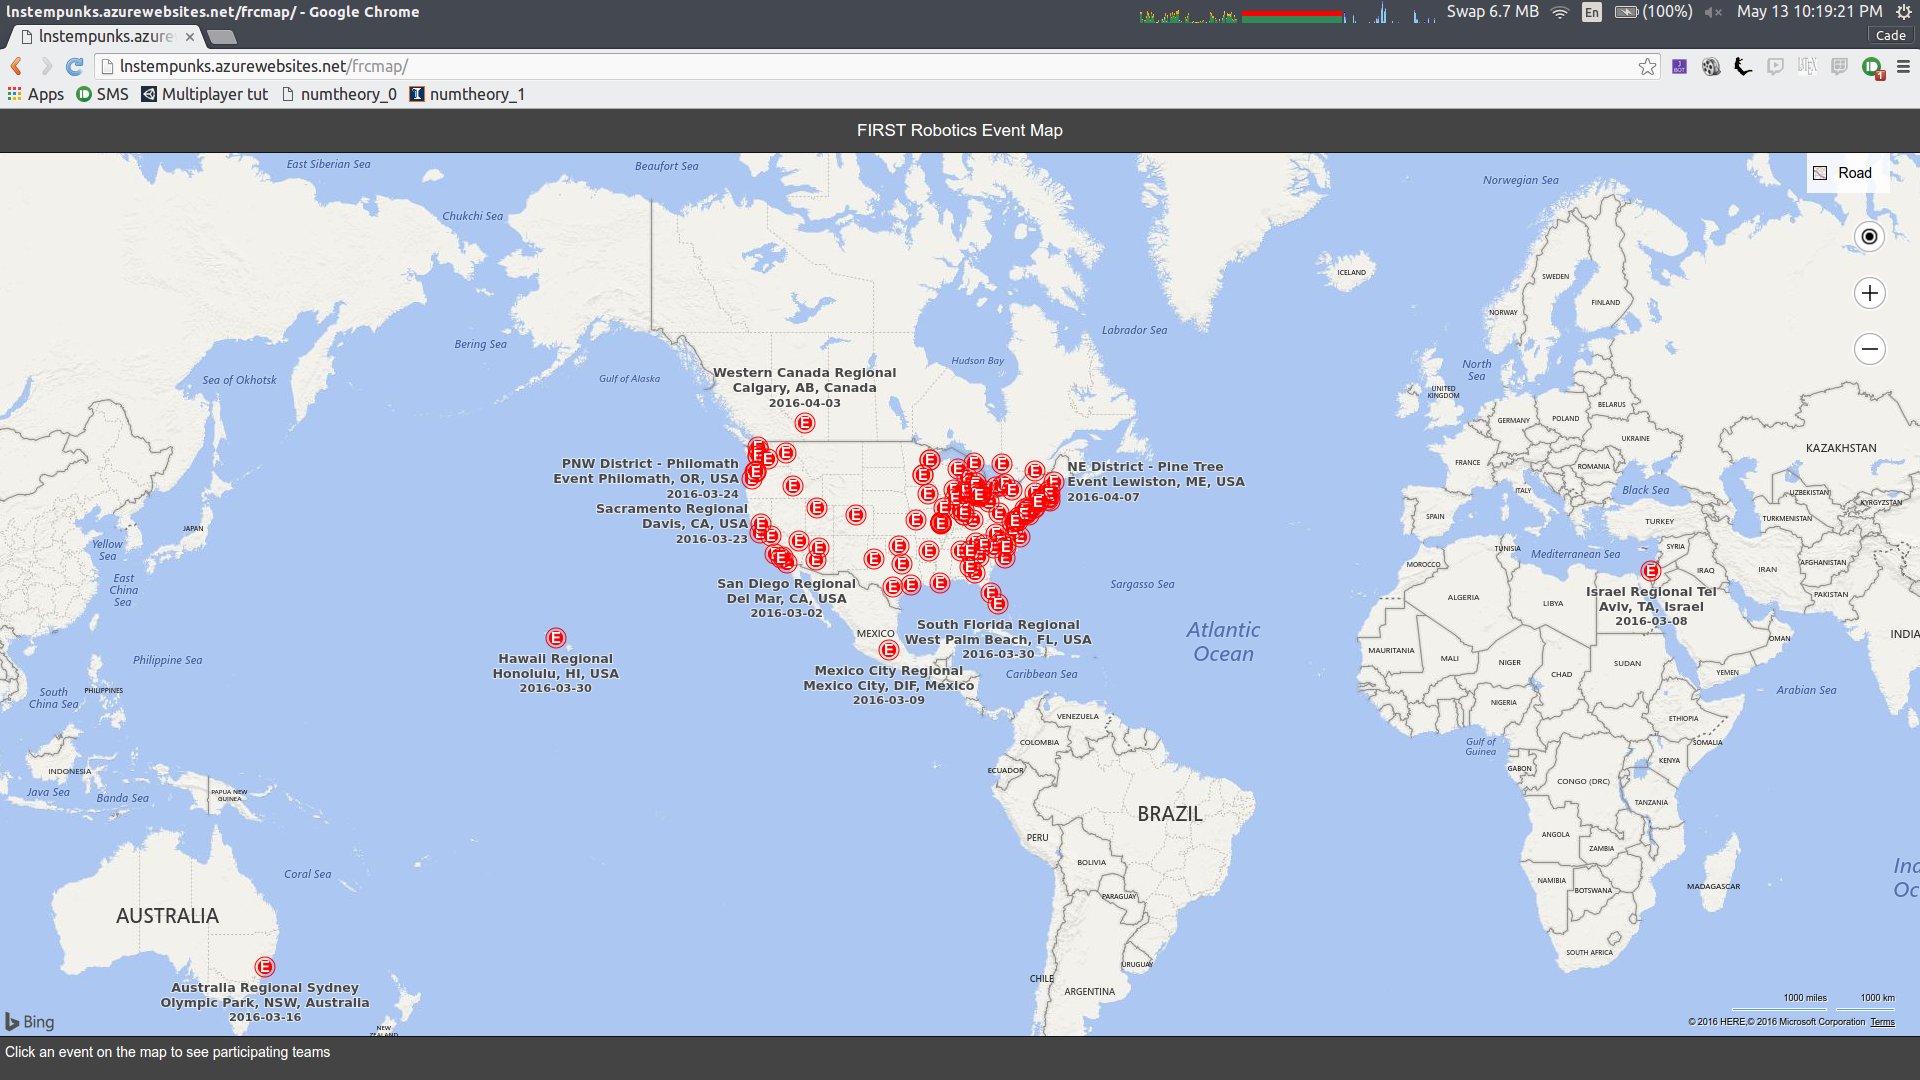 lnstempunks.azurewebsites.net/frcmap/ - Google Chrome
Swap 6.7 MB
En
(100%)
May 13 10:19:21 PM
lnstempunks.azure
Cade
lnstempunks.azurewebsites.net/frcmap/
Apps
SMS
Multiplayer tut
numtheory_0
numtheory_1
FIRST Robotics Event Map
Road
East Siberian Sea
Beaufort Sea
Norwegian Sea
Chukchi Sea
ICELAND
SWEDEN
FINLAND
NORWAY
Labrador Sea
Bering Sea
Hudson Bay
North
Sea
Sea of Okhotsk
Gulf of Alaska
UNITED
KINGDOM
BELARUS
GERMANY
POLAND
UKRAINE
KAZAKHSTAN
FRANCE
ROMANIA
ITALY
Black Sea
UZBEKISTAN
KYRGYZSTAN
SPAIN
TURKEY
TURKMENISTAN
JAPAN
Western Canada Regional
Calgary, AB, Canada
2016-04-03
PNW District - Philomath
Event Philomath, OR, USA
2016-03-24
NE District - Pine Tree
Event Lewiston, ME, USA
2016-04-07
Sacramento Regional
Davis, CA, USA
2016-03-23
Yellow
Sea
East
China
Sea
TUNISIA
Mediterranean Sea
SYRIA
MOROCCO
IRAQ
IRAN
AFGHANISTAN
PAKISTAN
Sargasso Sea
ALGERIA
LIBYA
San Diego Regional
Del Mar, CA, USA
2016-03-02
Israel Regional Tel
Aviv, TA, Israel
2016-03-08
MEXICO
South Florida Regional
West Palm Beach, FL, USA
2016-03-30
Atlantic
Ocean
OMAN
INDIA
Philippine Sea
Hawaii Regional
Honolulu, HI, USA
2016-03-30
Mexico City Regional
Mexico City, DIF, Mexico
2016-03-09
Caribbean Sea
MAURITANIA
MALI
NIGER
CHAD
SUDAN
YEMEN
Arabian Sea
South
China Sea
PHILIPPINES
VENEZUELA
COLOMBIA
ECUADOR
NIGERIA
ETHIOPIA
Gulf of
Guinea
SOMALIA
GABON
KENYA
CONGO (DRC)
INDONESIA
Java Sea
Banda Sea
PAPUA NEW
GUINEA
TANZANIA
BRAZIL
PERU
ANGOLA
ZAMBIA
BOLIVIA
Coral Sea
NAMIBIA
BOTSWANA
MADAGASCAR
PARAGUAY
Ind
Oc
AUSTRALIA
SOUTH AFRICA
URUGUAY
CHILE
ARGENTINA
Australia Regional Sydney
Olympic Park, NSW, Australia
2016-03-16
NEW
ZEALAND
Bing
1000 miles
1000 km
© 2016 HERE,© 2016 Microsoft Corporation Terms
Click an event on the map to see participating teams